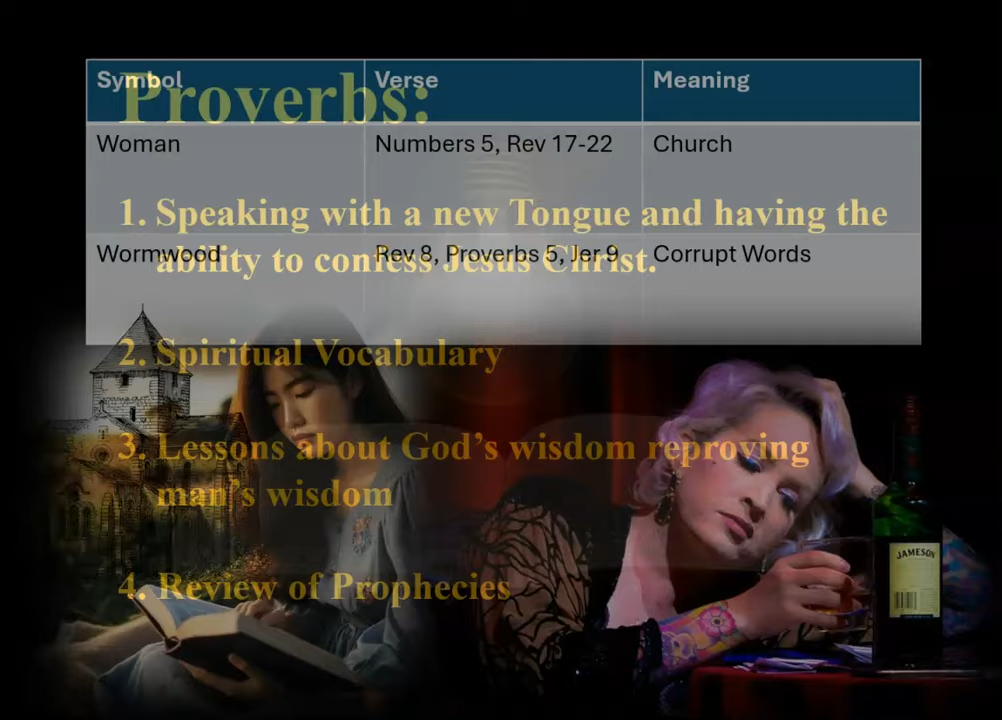 Proverbs:
Symbol Verse Meaning
Woman Numbers 5, Rev 17-22 Church
1. Speaking with a new Tongue and having the
Wormwood Rev 8, Proverbs 5, Jer 9 Corrupt Words
ability to confess Jesus Christ.
2. Spiritual Vocabulary
3. Lessons about God’s wisdom reproving
man’s wisdom
4. Review of Prophecies
JAMESON